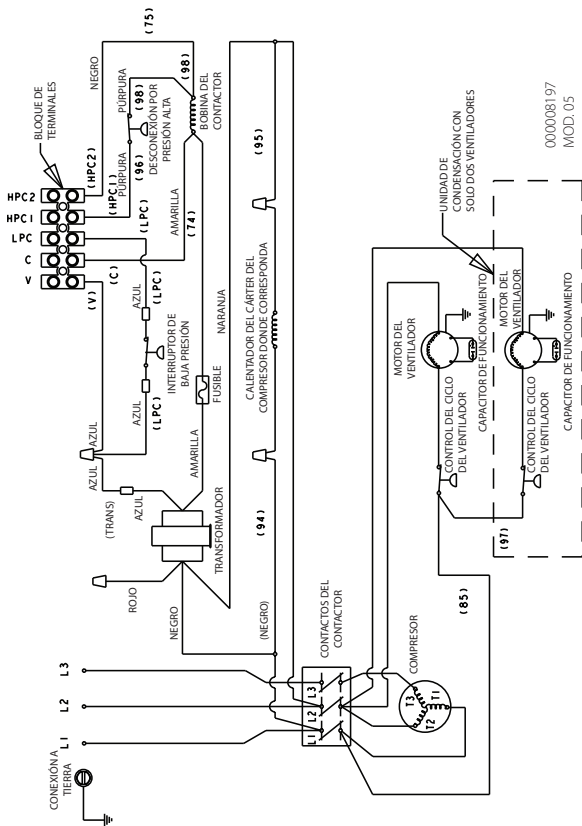 BLOQUE DE
TERMINALES
HPC2
HPC1
LPC
C
V
(HPC2)
NEGRO
(75)
(HPC1)
PÚRPURA
(96)
PÚRPURA
(98)
DESCONEXIÓN POR
PRESIÓN ALTA
(98)
BOBINA DEL
CONTACTOR
(LPC)
AMARILLA
(74)
(V)
(C)
AZUL
(LPC)
INTERRUPTOR DE
BAJA PRESIÓN
AZUL
(LPC)
AZUL
AZUL
(TRANS)
AZUL
AMARILLA
FUSIBLE
NARANJA
TRANSFORMADOR
ROJO
NEGRO
(NEGRO)
(94)
CALENTADOR DEL CÁRTER DEL
COMPRESOR DONDE CORRESPONDA
(95)
CONEXIÓN A
TIERRA
L1
L2
L3
CONTACTOS DEL
CONTACTOR
L1
L2
L3
COMPRESOR
T3
T2
T1
(85)
MOTOR DEL
VENTILADOR
CONTROL DEL CICLO
DEL VENTILADOR
CAPACITOR DE FUNCIONAMIENTO
UNIDAD DE
CONDENSACIÓN CON
SOLO DOS VENTILADORES
MOTOR DEL
VENTILADOR
(97)
CONTROL DEL CICLO
DEL VENTILADOR
CAPACITOR DE FUNCIONAMIENTO
000008197
MOD. 05